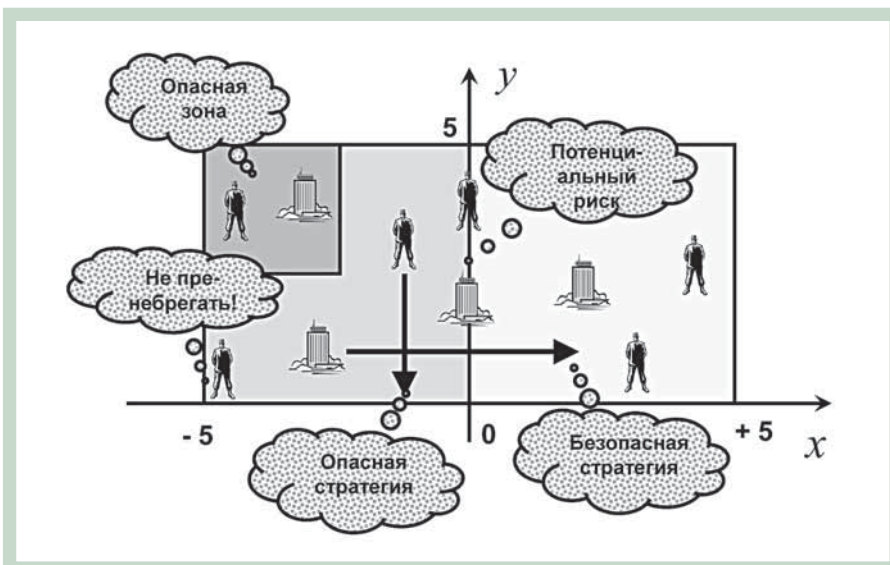 Опасная
зона
y
5
Потенци-
альный
риск
Не пре-
небрегать!
- 5
0
+ 5
x
Опасная
стратегия
Безопасная
стратегия